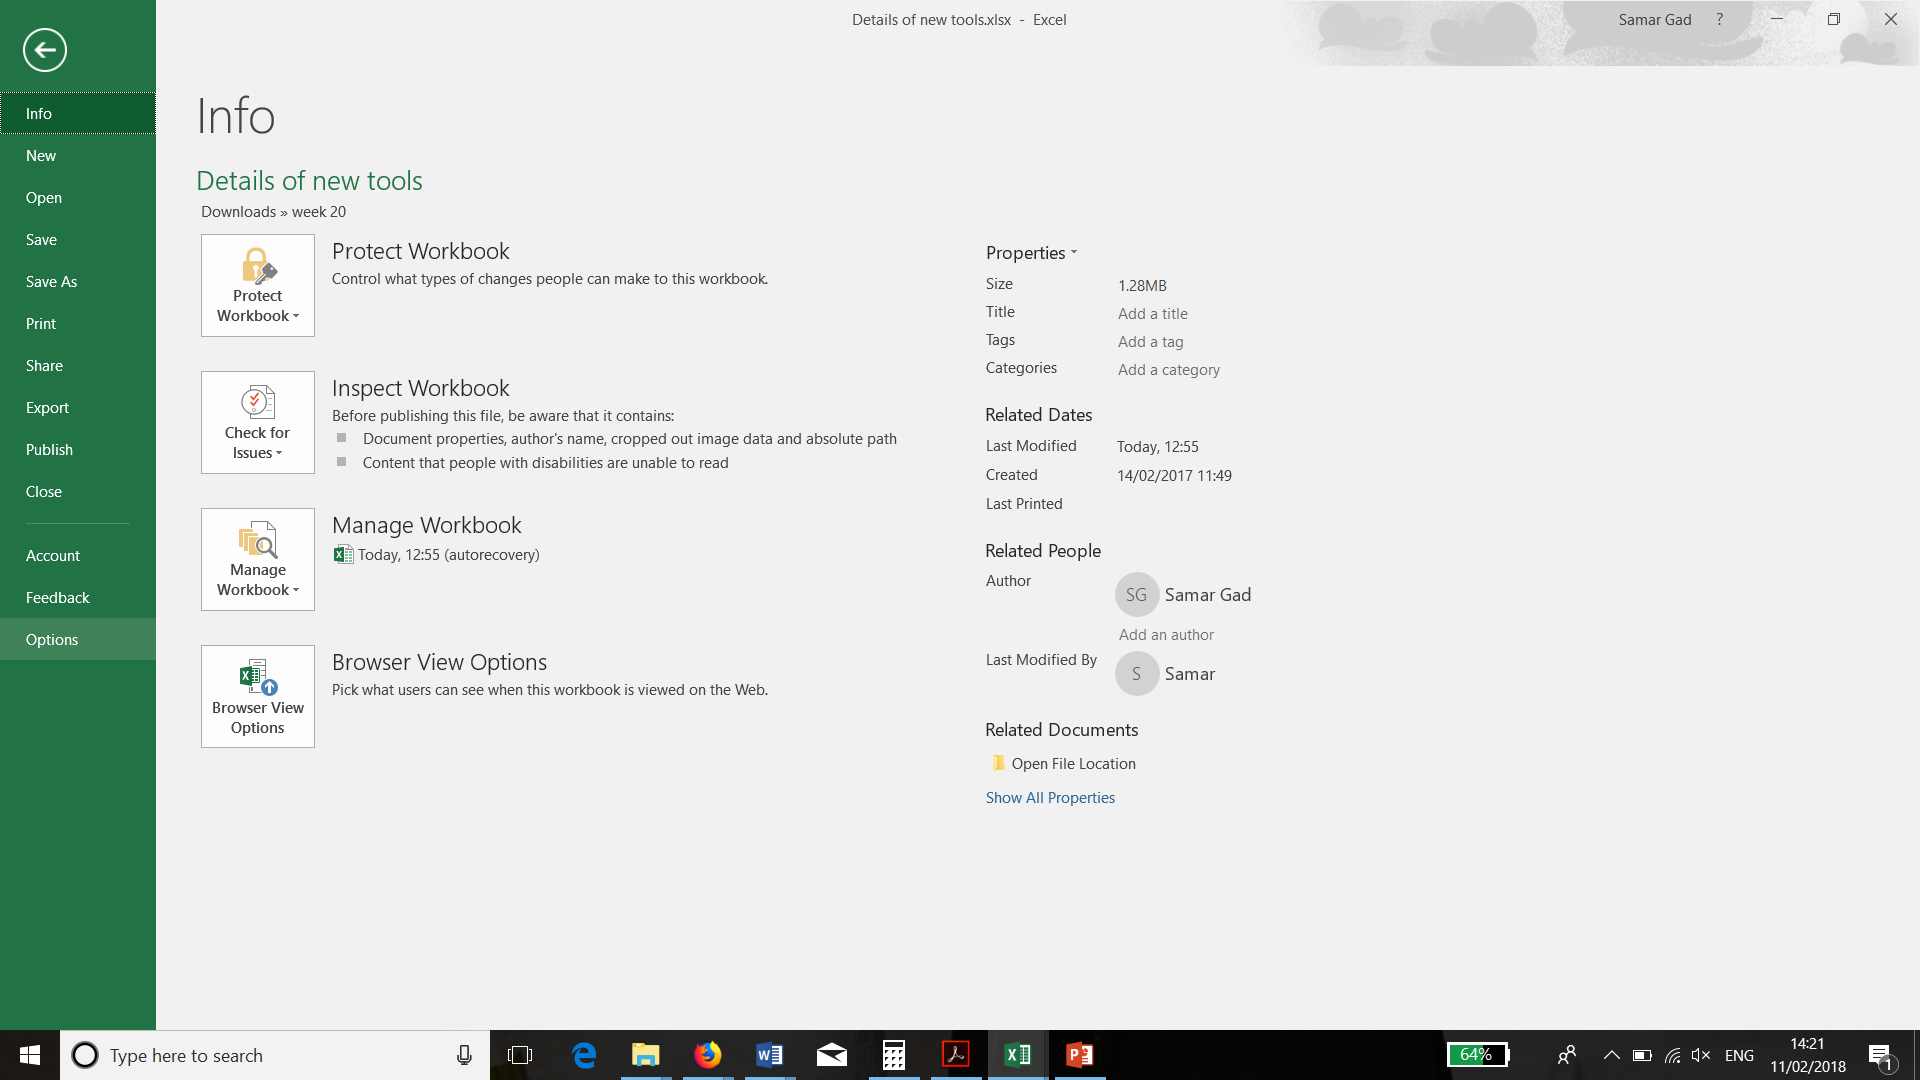 Details of new tools.xlsx  -  Excel
Samar Gad
?
Info
New
Open
Save
Save As
Print
Share
Export
Publish
Close
Account
Feedback
Options
Info
Details of new tools
Downloads » week 20
Protect
Workbook
Protect Workbook
Control what types of changes people can make to this workbook.
Check for
Issues
Inspect Workbook
Before publishing this file, be aware that it contains:
Document properties, author's name, cropped out image data and absolute path
Content that people with disabilities are unable to read
Manage
Workbook
Manage Workbook
Today, 12:55 (autorecovery)
Browser View
Options
Browser View Options
Pick what users can see when this workbook is viewed on the Web.
Properties
Size 1.28MB
Title Add a title
Tags Add a tag
Categories Add a category
Related Dates
Last Modified Today, 12:55
Created 14/02/2017 11:49
Last Printed
Related People
Author SG Samar Gad
Add an author
Last Modified By S Samar
Related Documents
Open File Location
Show All Properties
Type here to search
64%
ENG
14:21
11/02/2018
1